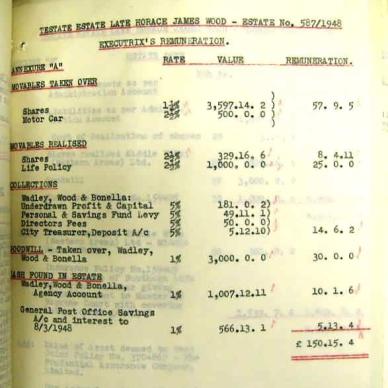 TESTATE ESTATE LATE HORACE JAMES WOOD - ESTATE No. 587/1948
EXECUTRIX'S REMUNERATION.
ANNEXURE "A" RATE VALUE REMUNERATION.
MOVABLES TAKEN OVER
Shares 1¼% 3,597.14. 2 )
Motor Car 2½% 500. 0. 0 ) 57. 9. 5
MOVABLES REALISED
Shares 2½% 329.16. 6 8. 4.11
Life Policy 2½% 1,000. 0. 0 25. 0. 0
COLLECTIONS
Wadley, Wood & Bonella:
Underdrawn Profit & Capital 5% 181. 0. 2)
Personal & Savings Fund Levy 5% 49.11. 1)
Directors Fees 5% 50. 0. 0)
City Treasurer, Deposit A/c 5% 5.12.10) 14. 6. 2
GOODWILL - Taken over, Wadley,
Wood & Bonella 1% 3,000. 0. 0 30. 0. 0
CASH FOUND IN ESTATE
Wadley, Wood & Bonella,
Agency Account 1% 1,007.12.11 10. 1. 6
General Post Office Savings
A/c and interest to
8/3/1948 1% 566.13. 1 5.13. 4
£ 150.15. 4